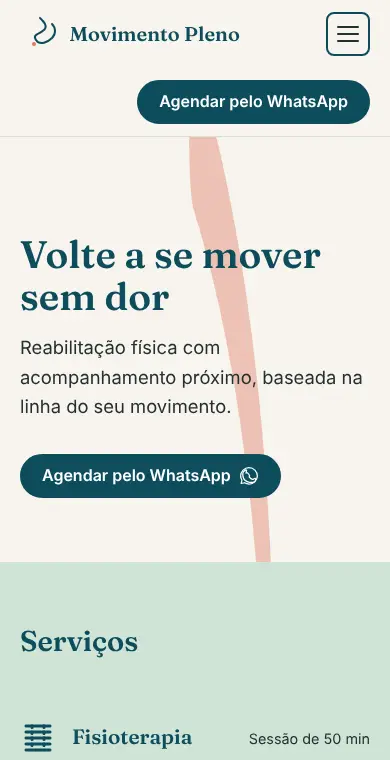 Movimento Pleno
Agendar pelo WhatsApp
Volte a se mover
sem dor
Reabilitação física com
acompanhamento próximo, baseada na
linha do seu movimento.
Agendar pelo WhatsApp
Serviços
Fisioterapia
Sessão de 50 min